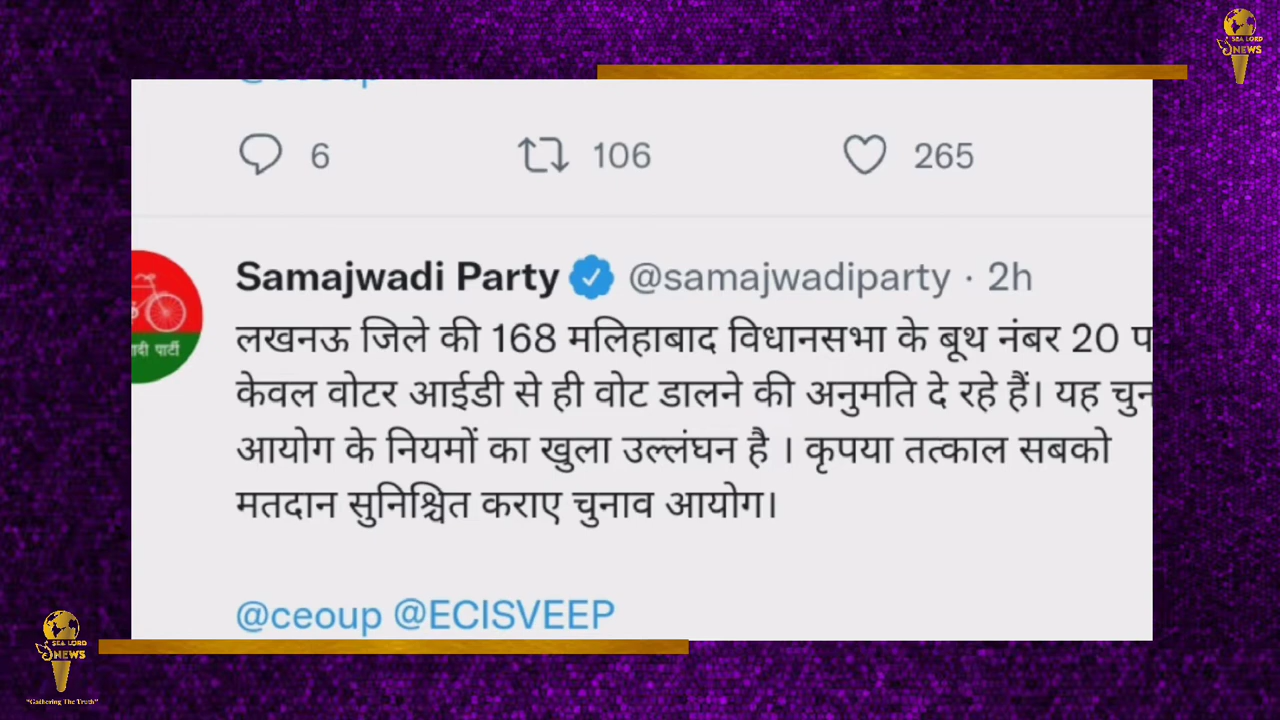 SEA LORD
NEWS
6 106 265
Samajwadi Party @samajwadiparty · 2h
लखनऊ जिले की 168 मलिहाबाद विधानसभा के बूथ नंबर 20
केवल वोटर आईडी से ही वोट डालने की अनुमति दे रहे हैं। यह
आयोग के नियमों का खुला उल्लंघन है । कृपया तत्काल सबको
मतदान सुनिश्चित कराए चुनाव आयोग।
@ceoup @ECISVEEP
पार्टी
SEA LORD
NEWS
"Gathering The Truth"